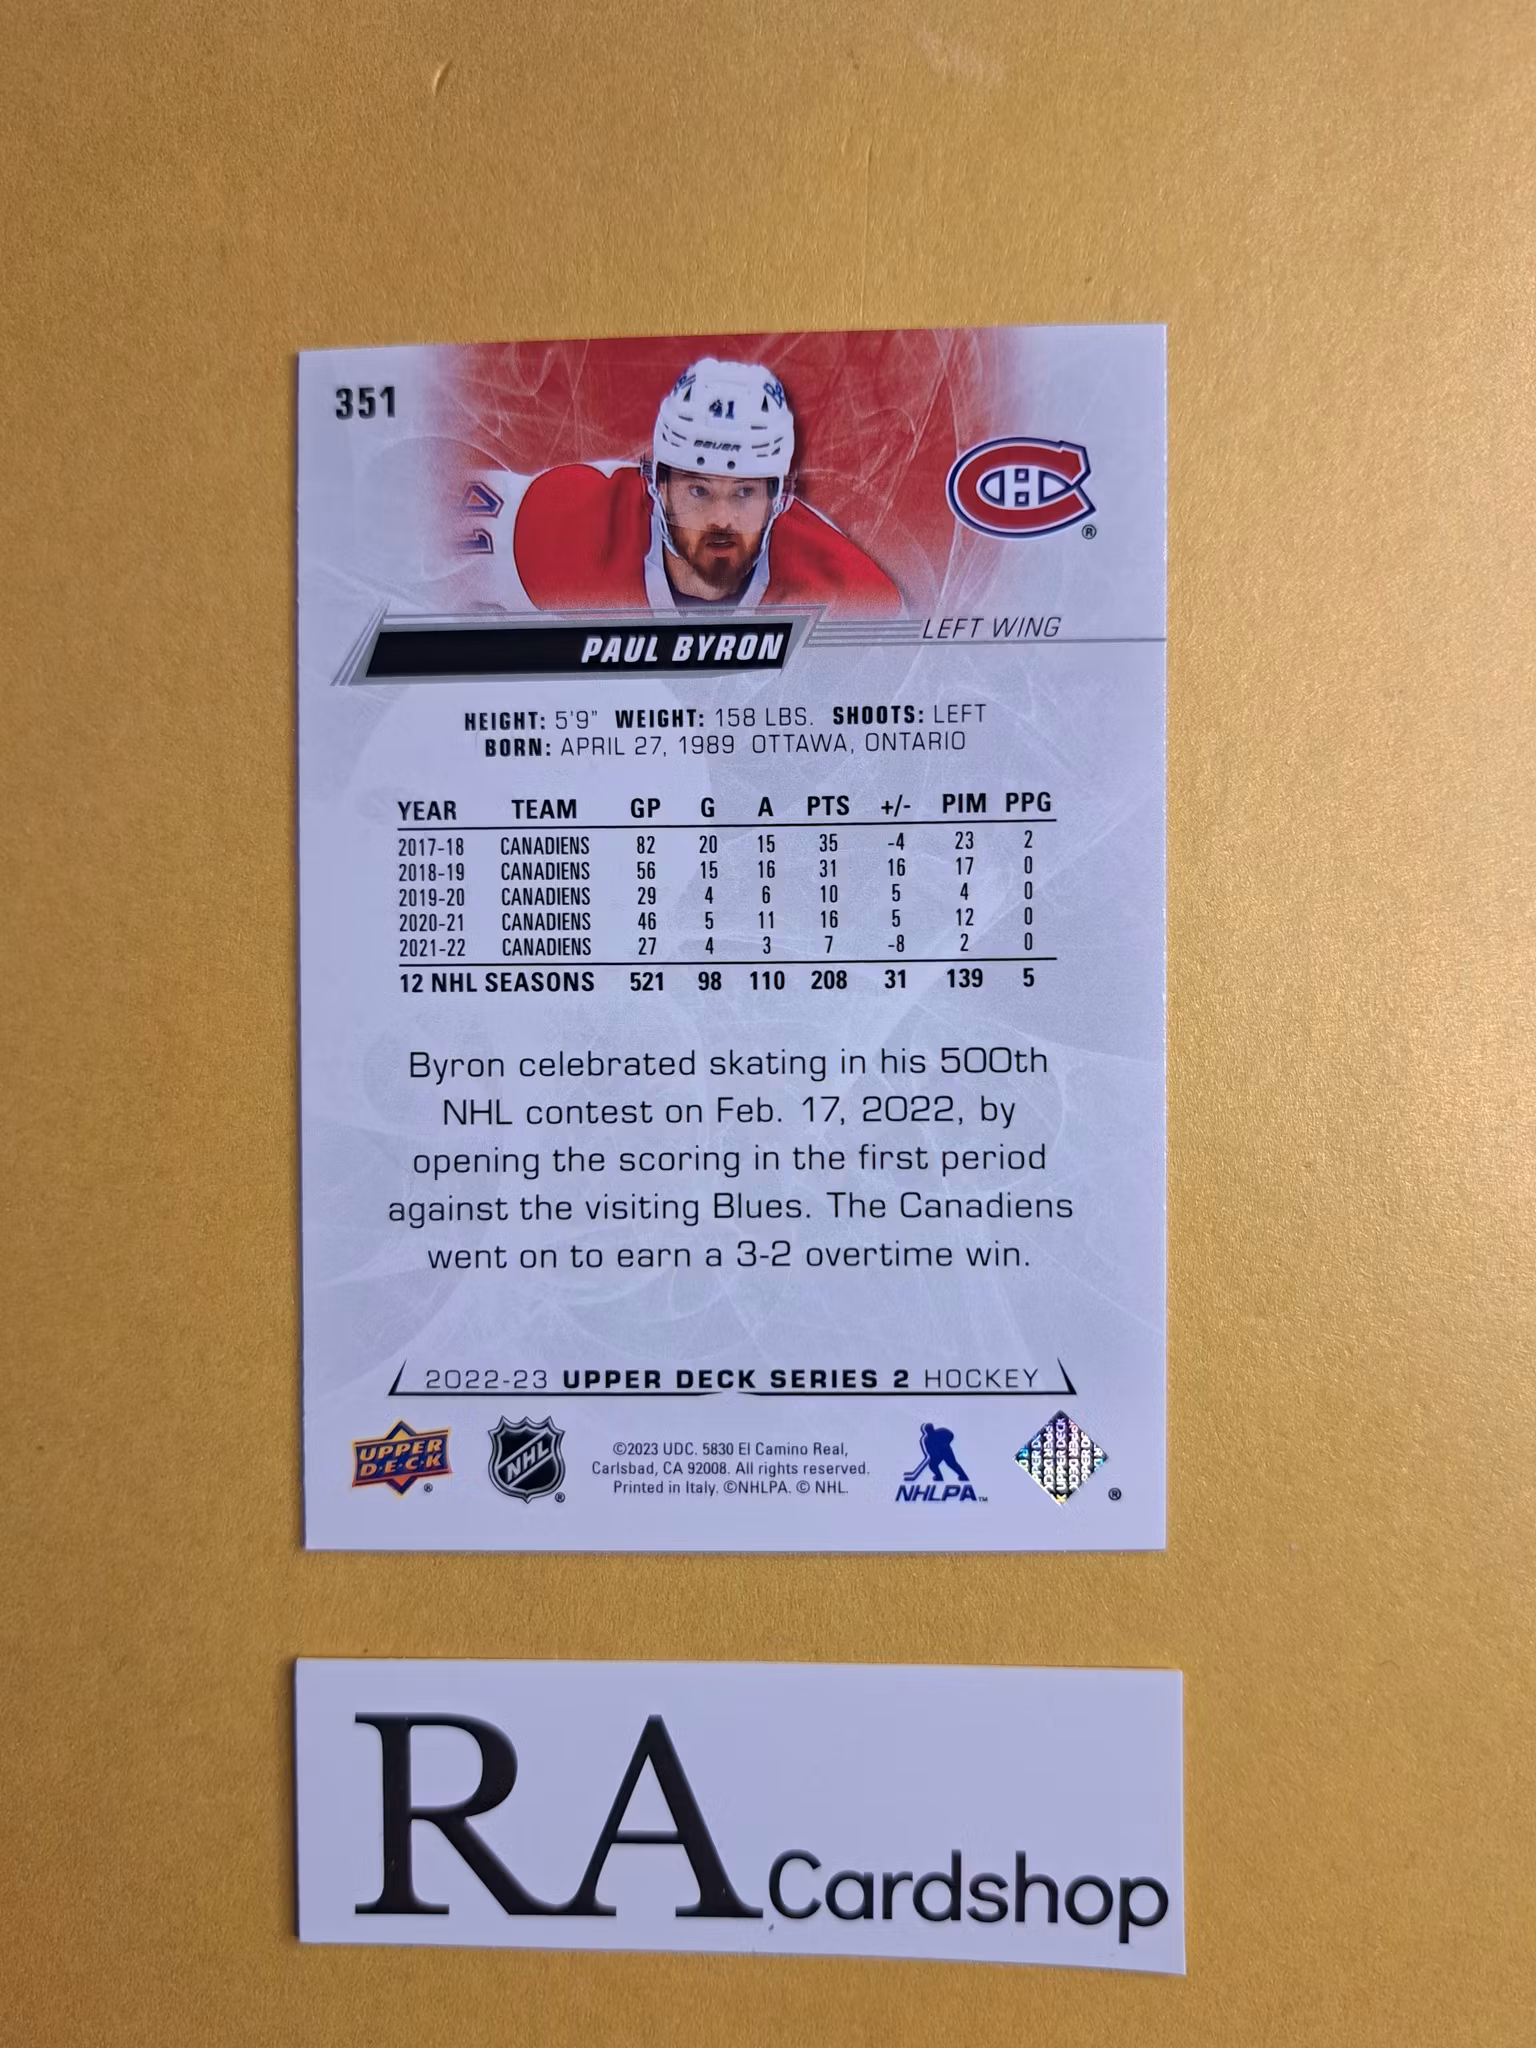 351
41
BAUER
PAUL BYRON
LEFT WING
HEIGHT: 5'9" WEIGHT: 158 LBS. SHOOTS: LEFT
BORN: APRIL 27, 1989 OTTAWA, ONTARIO
YEAR TEAM GP G A PTS +/- PIM PPG
2017-18 CANADIENS 82 20 15 35 -4 23 2
2018-19 CANADIENS 56 15 16 31 16 17 0
2019-20 CANADIENS 29 4 6 10 5 4 0
2020-21 CANADIENS 46 5 11 16 5 12 0
2021-22 CANADIENS 27 4 3 7 -8 2 0
12 NHL SEASONS 521 98 110 208 31 139 5
Byron celebrated skating in his 500th
NHL contest on Feb. 17, 2022, by
opening the scoring in the first period
against the visiting Blues. The Canadiens
went on to earn a 3-2 overtime win.
2022-23 UPPER DECK SERIES 2 HOCKEY
UPPER
D·E·C·K
®
NHL
®
©2023 UDC. 5830 El Camino Real,
Carlsbad, CA 92008. All rights reserved.
Printed in Italy. ©NHLPA. © NHL.
NHLPA™
UPPER DECK
®
RA Cardshop